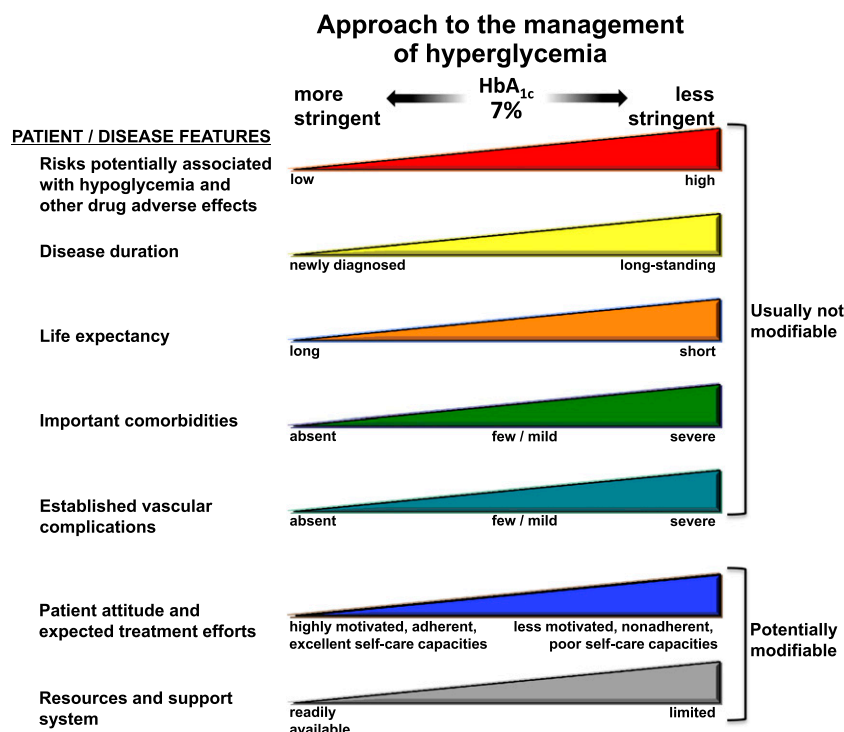 Approach to the management
of hyperglycemia
more
stringent
HbA1c
7%
less
stringent
PATIENT / DISEASE FEATURES
Risks potentially associated
with hypoglycemia and
other drug adverse effects
low
high
Disease duration
newly diagnosed
long-standing
Life expectancy
long
short
Usually not
modifiable
Important comorbidities
absent
few / mild
severe
Established vascular
complications
absent
few / mild
severe
Patient attitude and
expected treatment efforts
highly motivated, adherent,
excellent self-care capacities
less motivated, nonadherent,
poor self-care capacities
Potentially
modifiable
Resources and support
system
readily
available
limited